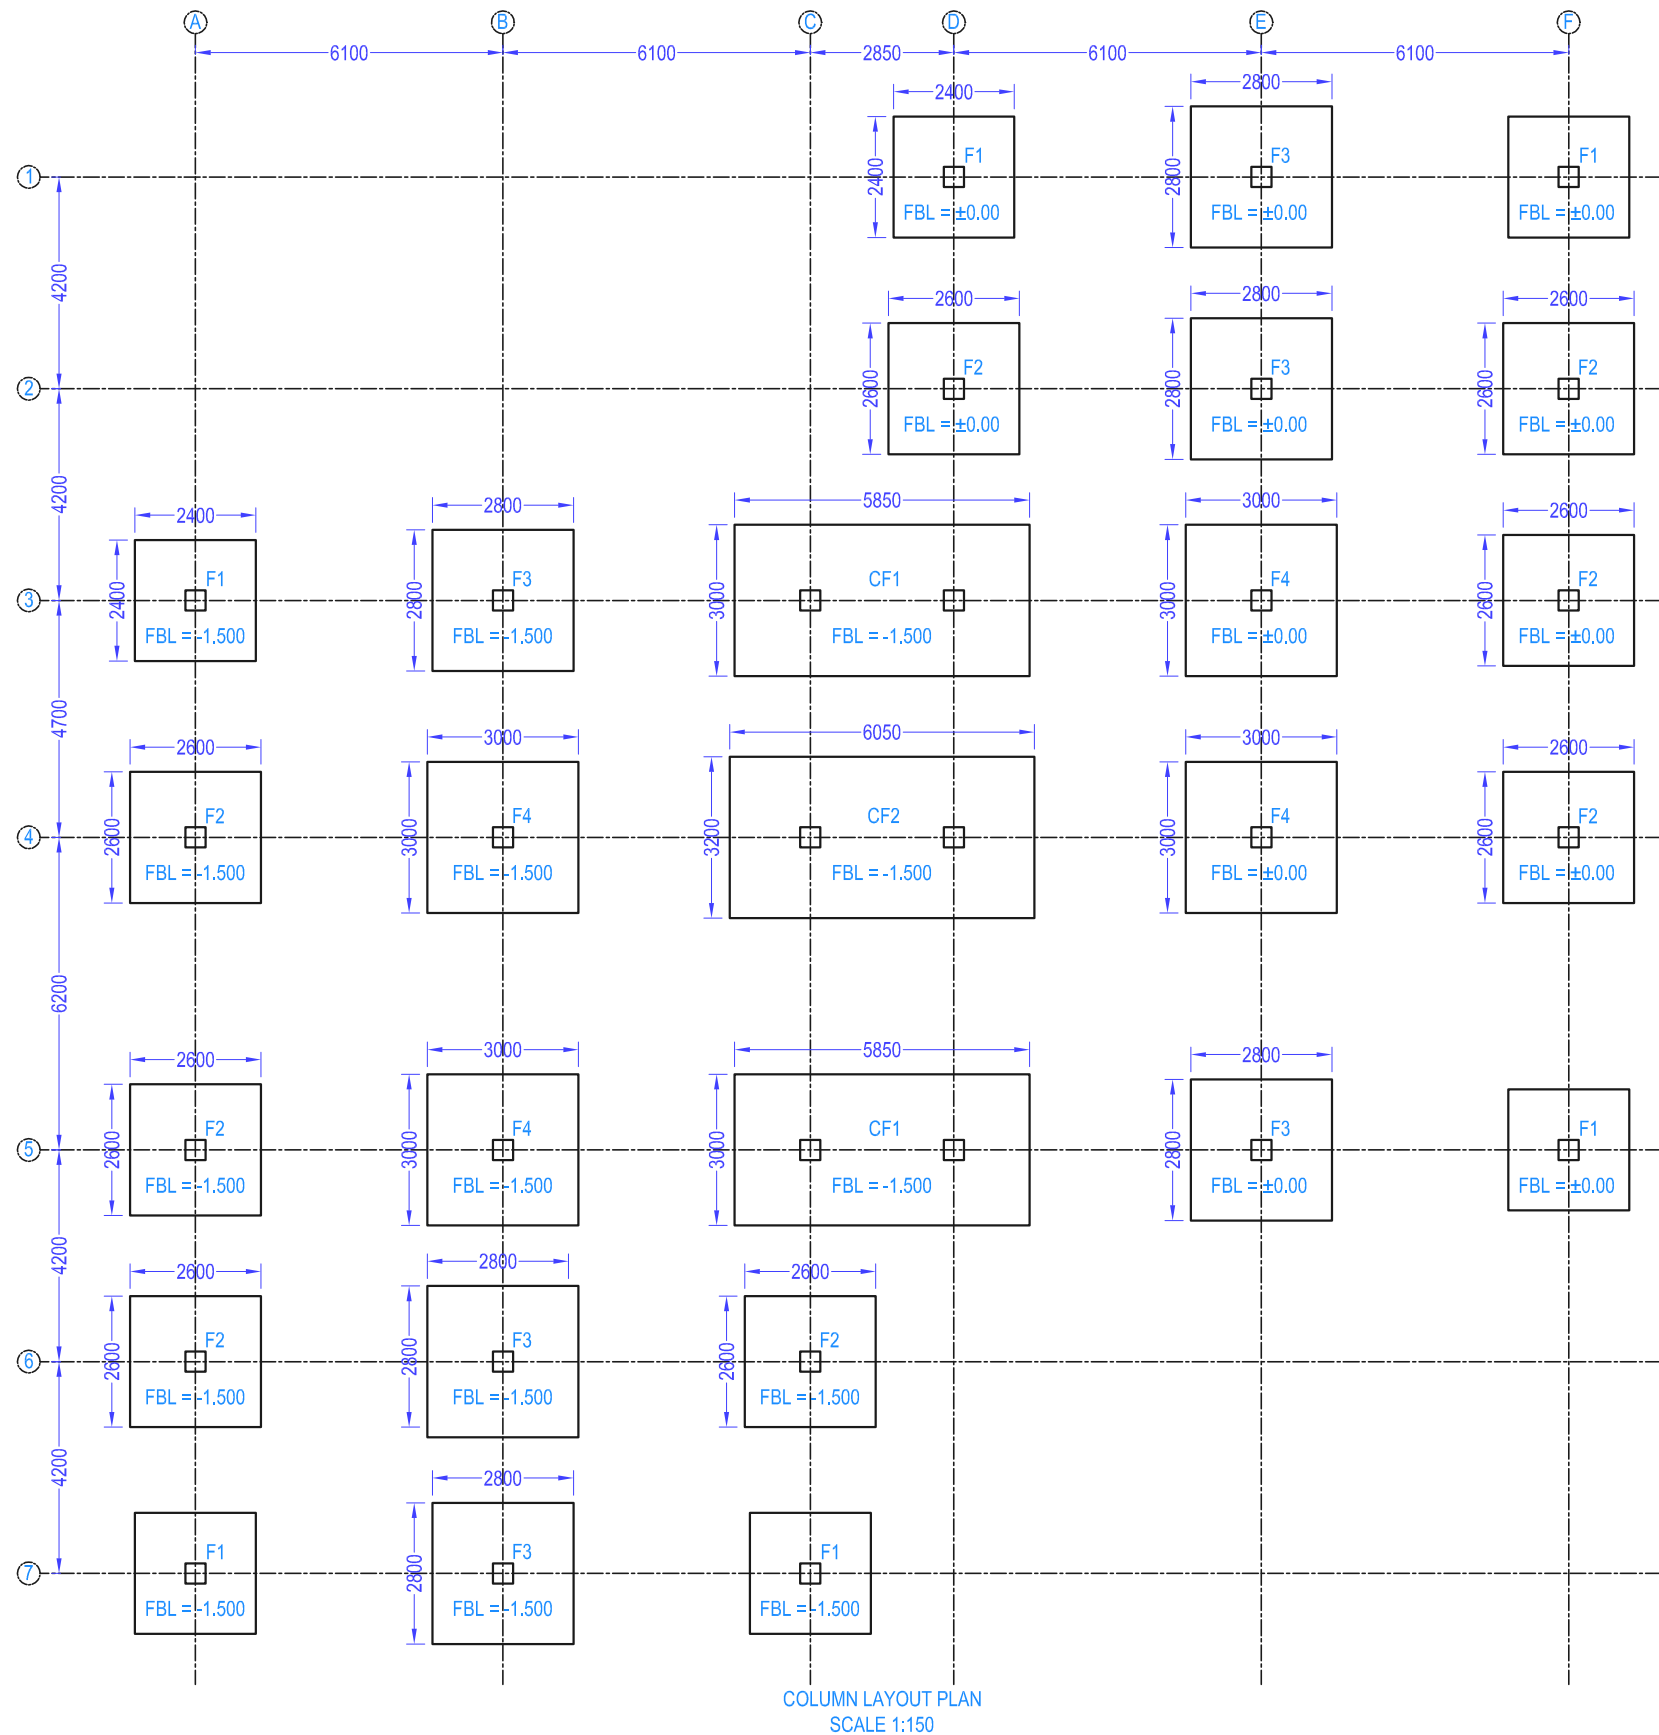 A B C D E F
6100 6100 2850 6100 6100
2400 2800
F1 F3 F1
1
2400 2800
FBL = ±0.00 FBL = ±0.00 FBL = ±0.00
4200
2600 2800 2600
F2 F3 F2
2
2600 2800 2600
FBL = ±0.00 FBL = ±0.00 FBL = ±0.00
4200
2400 2800 5850 3000 2600
F1 F3 CF1 F4 F2
3
2400 2800 3000 3000 2600
FBL = -1.500 FBL = -1.500 FBL = -1.500 FBL = ±0.00 FBL = ±0.00
4700
2600 3000 6050 3000 2600
F2 F4 CF2 F4 F2
4
2600 3000 3200 3000 2600
FBL = -1.500 FBL = -1.500 FBL = -1.500 FBL = ±0.00 FBL = ±0.00
6200
2600 3000 5850 2800
F2 F4 CF1 F3 F1
5
2600 3000 3000 2800
FBL = -1.500 FBL = -1.500 FBL = -1.500 FBL = ±0.00 FBL = ±0.00
4200
2600 2800 2600
F2 F3 F2
6
2600 2800 2600
FBL = -1.500 FBL = -1.500 FBL = -1.500
4200
2800
F1 F3 F1
7
2800
FBL = -1.500 FBL = -1.500 FBL = -1.500
COLUMN LAYOUT PLAN
SCALE 1:150